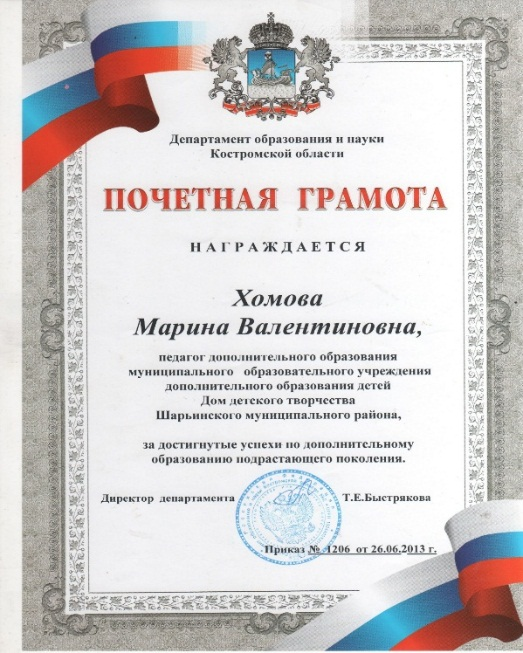 Департамент образования и науки
Костромской области
ПОЧЕТНАЯ ГРАМОТА
НАГРАЖДАЕТСЯ
Хомова
Марина Валентиновна,
педагог дополнительного образования
муниципального образовательного учреждения
дополнительного образования детей
Дом детского творчества
Шарьинского муниципального района,
за достигнутые успехи по дополнительному
образованию подрастающего поколения.
Директор департамента Т.Е.Быстрякова
Приказ № 1206 от 26.06.2013 г.